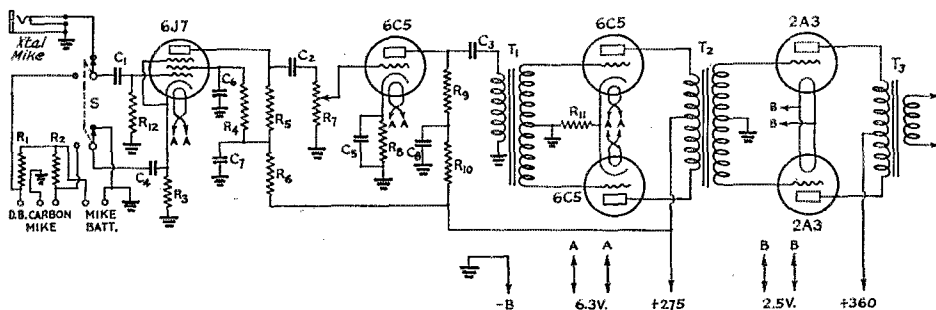 Xtal
Mike
6J7
6C5
6C5
2A3
C1
C2
C3
T1
T2
T3
S
R12
C6
R4
R5
R7
R9
R11
A A
A A
A A
A A
B
B
R1
R2
C4
R3
C7
R6
C5
R8
C8
R10
6C5
2A3
D.B. CARBON
MIKE
MIKE
BATT.
A A
B B
-B
6.3V.
+275
2.5V.
+360